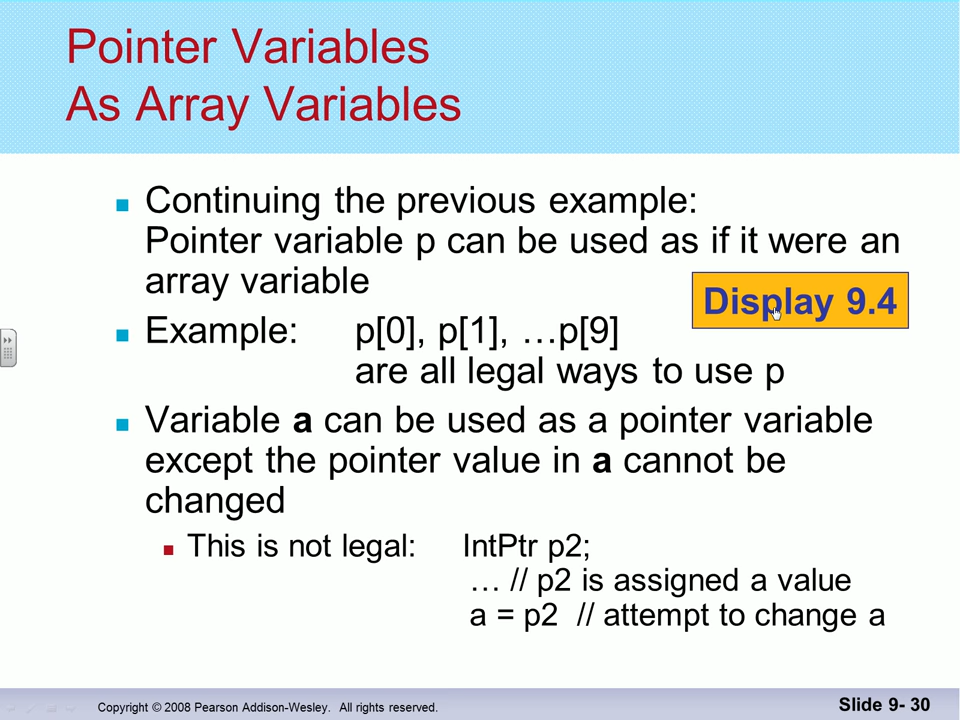 Pointer Variables
As Array Variables
Continuing the previous example:
Pointer variable p can be used as if it were an
array variable
Display 9.4
Example: p[0], p[1], …p[9]
are all legal ways to use p
Variable a can be used as a pointer variable
except the pointer value in a cannot be
changed
This is not legal: IntPtr p2;
… // p2 is assigned a value
a = p2 // attempt to change a
Copyright © 2008 Pearson Addison-Wesley. All rights reserved.
Slide 9- 30